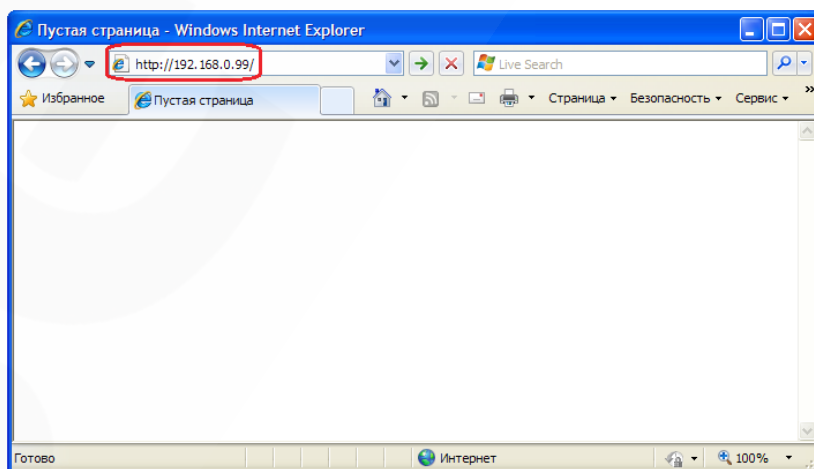 Пустая страница - Windows Internet Explorer
http://192.168.0.99/
Live Search
Избранное
Пустая страница
Страница
Безопасность
Сервис
»
Готово
Интернет
100%